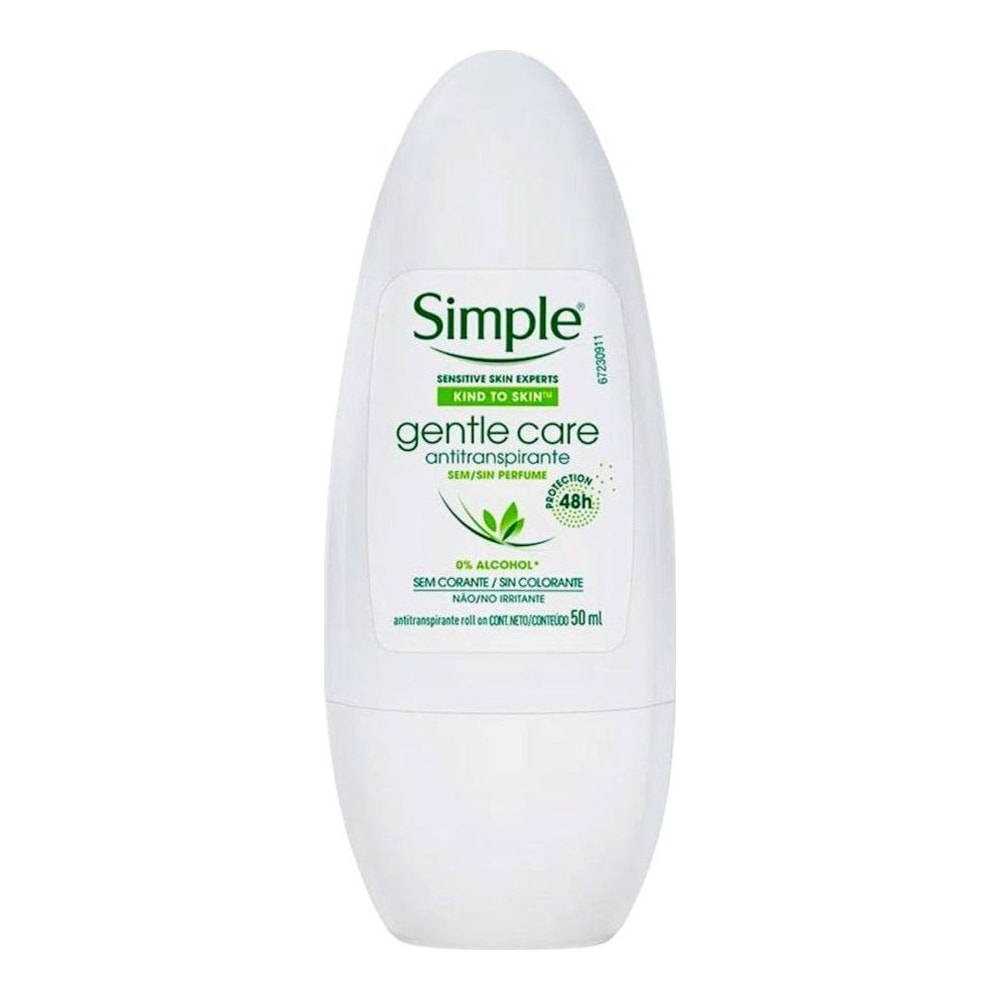 Simple®
67230911
SENSITIVE SKIN EXPERTS
KIND TO SKIN™
gentle care
antitranspirante
SEM/SIN PERFUME
PROTECTION
48h
0% ALCOHOL*
SEM CORANTE / SIN COLORANTE
NÃO/NO IRRITANTE
antitranspirante roll on CONT. NETO/CONTEÚDO 50 ml